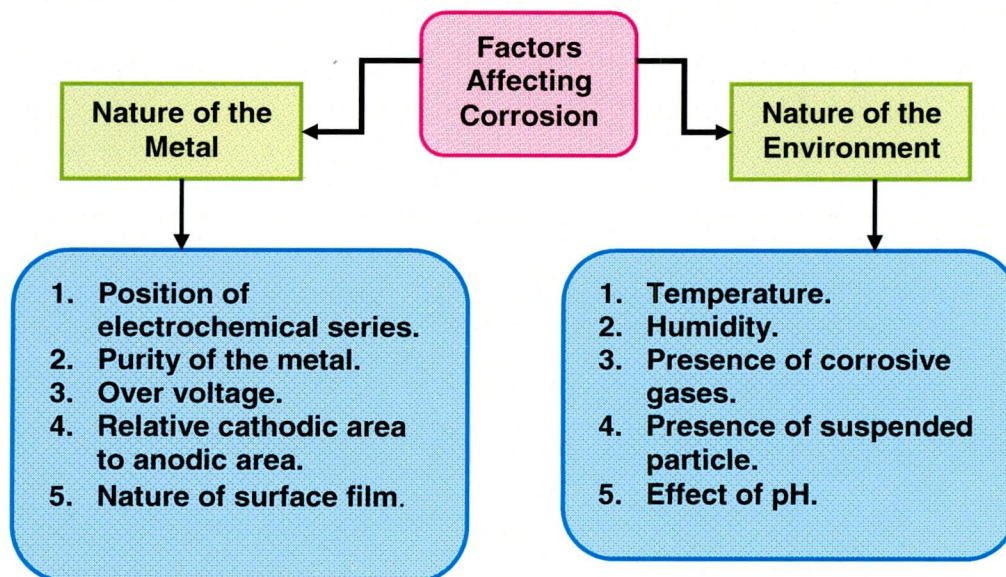 Factors
Affecting
Corrosion
Nature of the
Metal
Nature of the
Environment
1. Position of
electrochemical series.
2. Purity of the metal.
3. Over voltage.
4. Relative cathodic area
to anodic area.
5. Nature of surface film.
1. Temperature.
2. Humidity.
3. Presence of corrosive
gases.
4. Presence of suspended
particle.
5. Effect of pH.